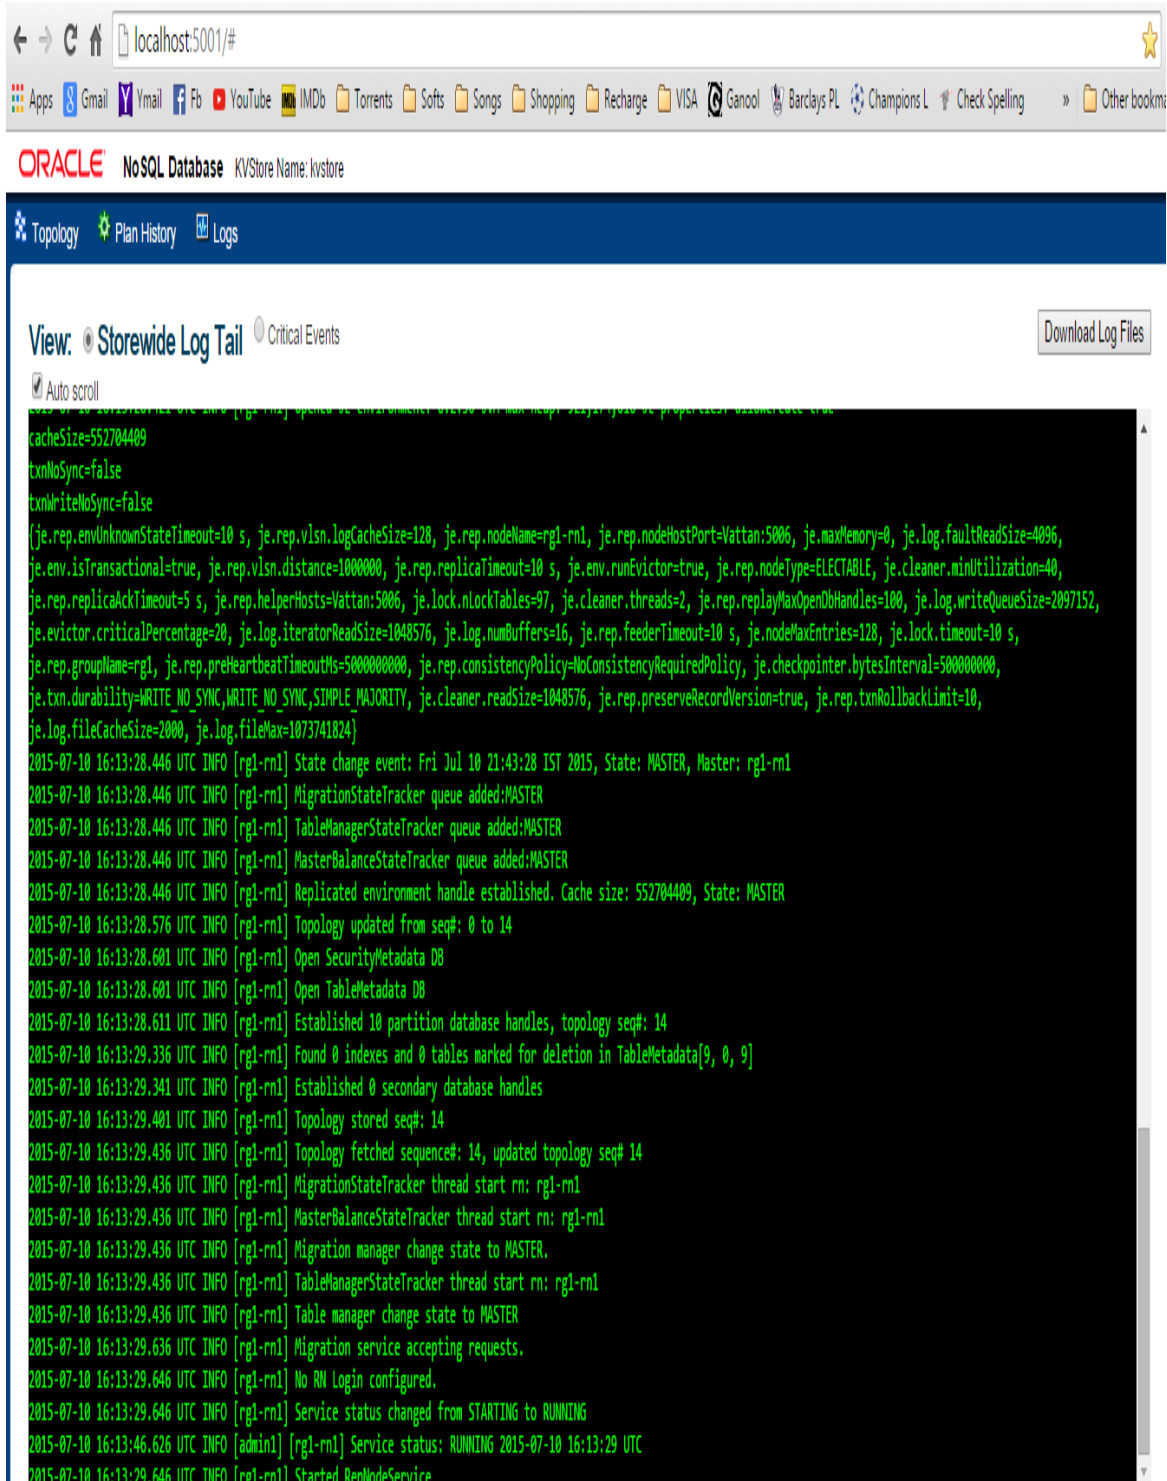 localhost:5001/#
Apps Gmail Ymail Fb YouTube IMDb Torrents Softs Songs Shopping Recharge VISA Ganool Barclays PL Champions L Check Spelling » Other bookma
ORACLE NoSQL Database KVStore Name: kvstore
Topology Plan History Logs
View: Storewide Log Tail Critical Events Download Log Files
Auto scroll
cacheSize=552704409
txnNoSync=false
txnWriteNoSync=false
{je.rep.envUnknownStateTimeout=10 s, je.rep.vlsn.logCacheSize=128, je.rep.nodeName=rg1-rn1, je.rep.nodeHostPort=Vattan:5006, je.maxMemory=0, je.log.faultReadSize=4096,
je.env.isTransactional=true, je.rep.vlsn.distance=1000000, je.rep.replicaTimeout=10 s, je.env.runEvictor=true, je.rep.nodeType=ELECTABLE, je.cleaner.minUtilization=40,
je.rep.replicaAckTimeout=5 s, je.rep.helperHosts=Vattan:5006, je.lock.nLockTables=97, je.cleaner.threads=2, je.rep.replayMaxOpenDbHandles=100, je.log.writeQueueSize=2097152,
je.evictor.criticalPercentage=20, je.log.iteratorReadSize=1048576, je.log.numBuffers=16, je.rep.feederTimeout=10 s, je.nodeMaxEntries=128, je.lock.timeout=10 s,
je.rep.groupName=rg1, je.rep.preHeartbeatTimeoutMs=5000000000, je.rep.consistencyPolicy=NoConsistencyRequiredPolicy, je.checkpointer.bytesInterval=500000000,
je.txn.durability=WRITE_NO_SYNC,WRITE_NO_SYNC,SIMPLE_MAJORITY, je.cleaner.readSize=1048576, je.rep.preserveRecordVersion=true, je.rep.txnRollbackLimit=10,
je.log.fileCacheSize=2000, je.log.fileMax=1073741824}
2015-07-10 16:13:28.446 UTC INFO [rg1-rn1] State change event: Fri Jul 10 21:43:28 IST 2015, State: MASTER, Master: rg1-rn1
2015-07-10 16:13:28.446 UTC INFO [rg1-rn1] MigrationStateTracker queue added:MASTER
2015-07-10 16:13:28.446 UTC INFO [rg1-rn1] TableManagerStateTracker queue added:MASTER
2015-07-10 16:13:28.446 UTC INFO [rg1-rn1] MasterBalanceStateTracker queue added:MASTER
2015-07-10 16:13:28.446 UTC INFO [rg1-rn1] Replicated environment handle established. Cache size: 552704409, State: MASTER
2015-07-10 16:13:28.576 UTC INFO [rg1-rn1] Topology updated from seq#: 0 to 14
2015-07-10 16:13:28.601 UTC INFO [rg1-rn1] Open SecurityMetadata DB
2015-07-10 16:13:28.601 UTC INFO [rg1-rn1] Open TableMetadata DB
2015-07-10 16:13:28.611 UTC INFO [rg1-rn1] Established 10 partition database handles, topology seq#: 14
2015-07-10 16:13:29.336 UTC INFO [rg1-rn1] Found 0 indexes and 0 tables marked for deletion in TableMetadata[9, 0, 9]
2015-07-10 16:13:29.341 UTC INFO [rg1-rn1] Established 0 secondary database handles
2015-07-10 16:13:29.401 UTC INFO [rg1-rn1] Topology stored seq#: 14
2015-07-10 16:13:29.436 UTC INFO [rg1-rn1] Topology fetched sequence#: 14, updated topology seq# 14
2015-07-10 16:13:29.436 UTC INFO [rg1-rn1] MigrationStateTracker thread start rn: rg1-rn1
2015-07-10 16:13:29.436 UTC INFO [rg1-rn1] MasterBalanceStateTracker thread start rn: rg1-rn1
2015-07-10 16:13:29.436 UTC INFO [rg1-rn1] Migration manager change state to MASTER.
2015-07-10 16:13:29.436 UTC INFO [rg1-rn1] TableManagerStateTracker thread start rn: rg1-rn1
2015-07-10 16:13:29.436 UTC INFO [rg1-rn1] Table manager change state to MASTER
2015-07-10 16:13:29.636 UTC INFO [rg1-rn1] Migration service accepting requests.
2015-07-10 16:13:29.646 UTC INFO [rg1-rn1] No RN Login configured.
2015-07-10 16:13:29.646 UTC INFO [rg1-rn1] Service status changed from STARTING to RUNNING
2015-07-10 16:13:46.626 UTC INFO [admin1] [rg1-rn1] Service status: RUNNING 2015-07-10 16:13:29 UTC
2015-07-10 16:13:29.646 UTC INFO [rg1-rn1] Started RepNodeService